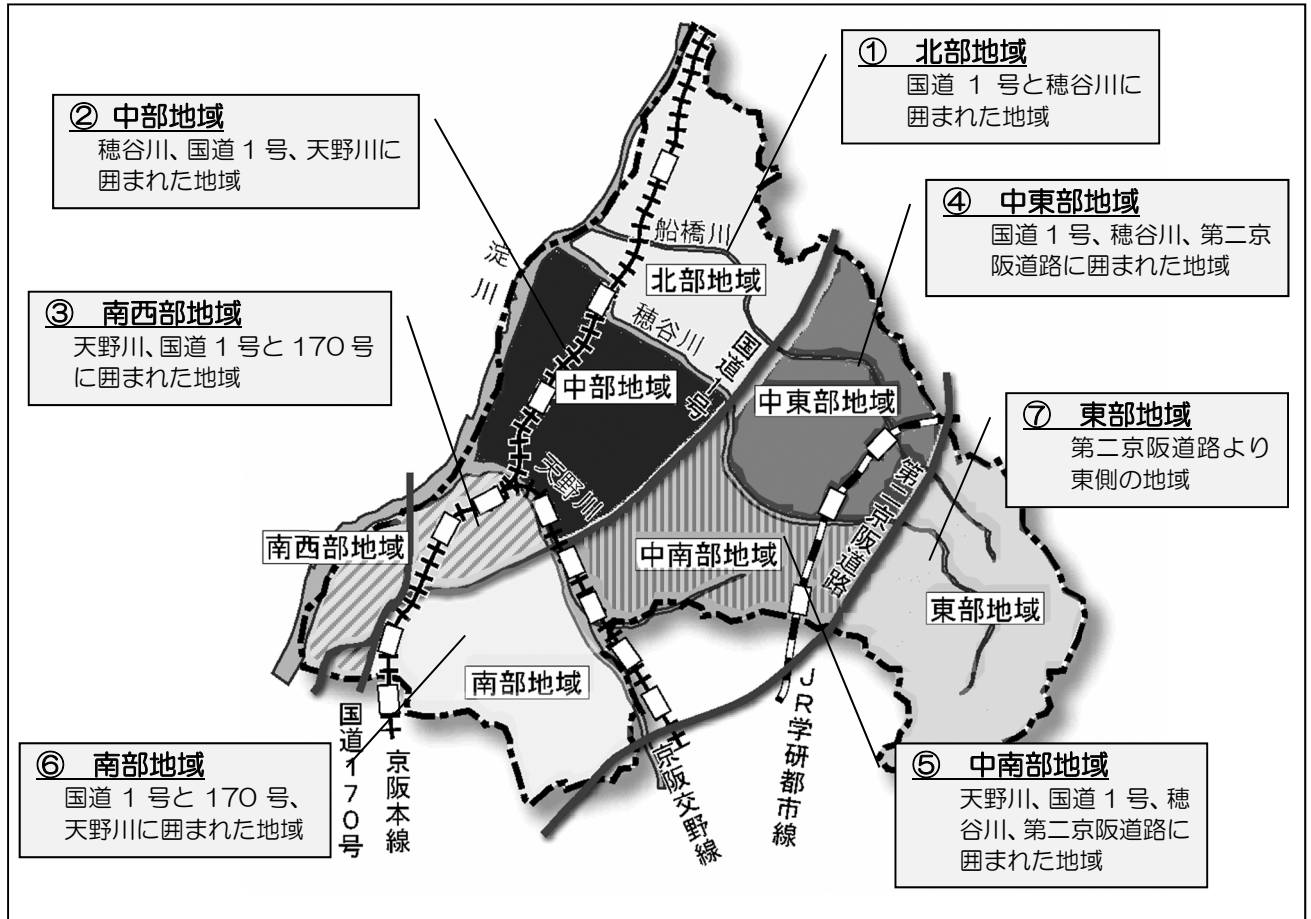 ① 北部地域
国道 1 号と穂谷川に
囲まれた地域
② 中部地域
穂谷川、国道1号、天野川に
囲まれた地域
④ 中東部地域
国道1号、穂谷川、第二京
阪道路に囲まれた地域
③ 南西部地域
天野川、国道1号と170号
に囲まれた地域
⑦ 東部地域
第二京阪道路より
東側の地域
⑥ 南部地域
国道 1 号と 170 号、
天野川に囲まれた地域
⑤ 中南部地域
天野川、国道1号、穂
谷川、第二京阪道路に
囲まれた地域
淀川
船橋川
北部地域
穂谷川
国道1号
中部地域
中東部地域
天野川
南西部地域
中南部地域
第二京阪道路
東部地域
南部地域
国道170号
京阪本線
京阪交野線
JR学研都市線